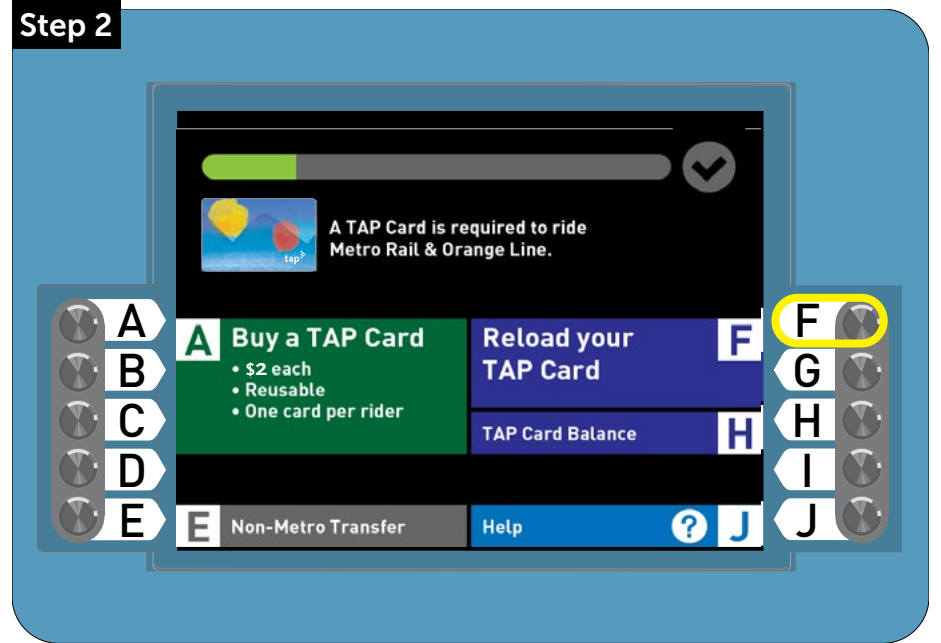 Step 2
A TAP Card is required to ride
Metro Rail & Orange Line.
tap
A
B
C
D
E
A
Buy a TAP Card
• $2 each
• Reusable
• One card per rider
Reload your
TAP Card
F
TAP Card Balance
H
E
Non-Metro Transfer
Help
?
J
F
G
H
I
J